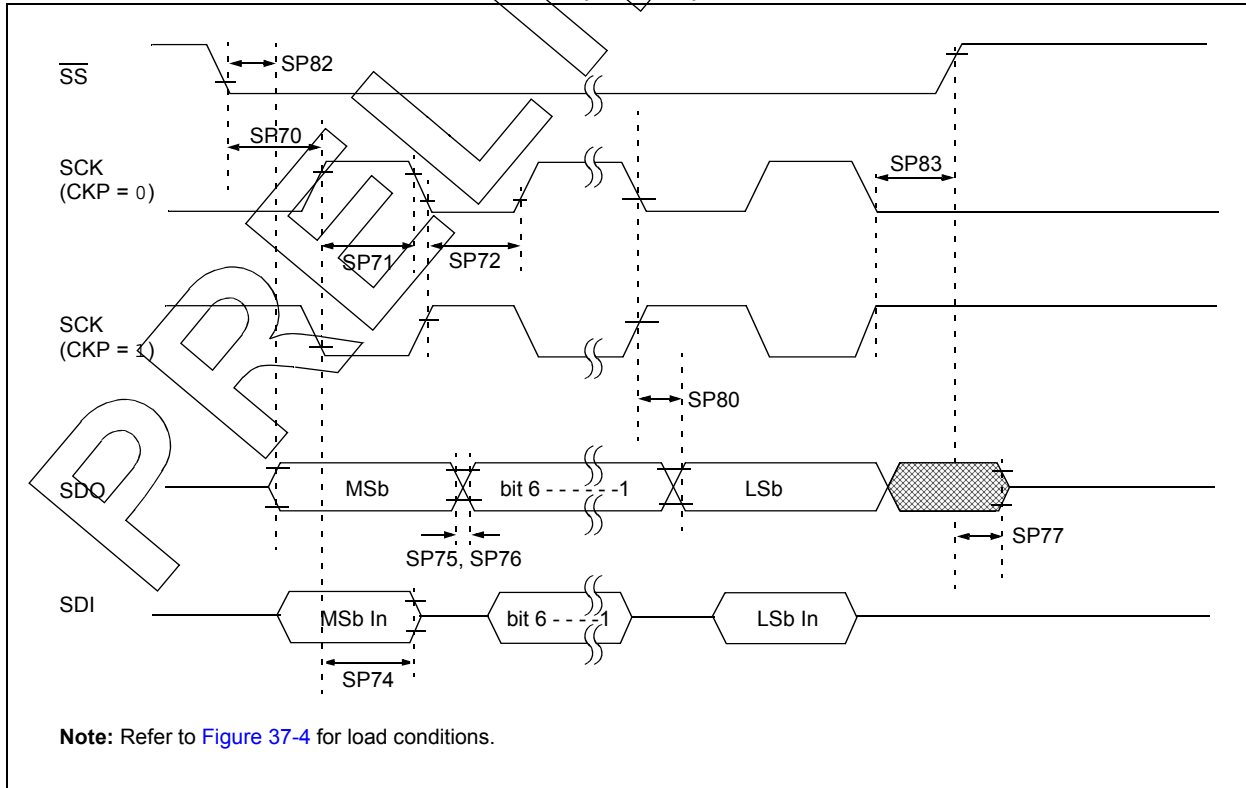 SS
SP82
SP70
SCK
(CKP = 0)
SP83
SP71
SP72
SCK
(CKP = 1)
SP80
SDO
MSb
bit 6 - - - - - -1
LSb
SP75, SP76
SP77
SDI
MSb In
bit 6 - - - -1
LSb In
SP74
Note: Refer to Figure 37-4 for load conditions.
PRELI